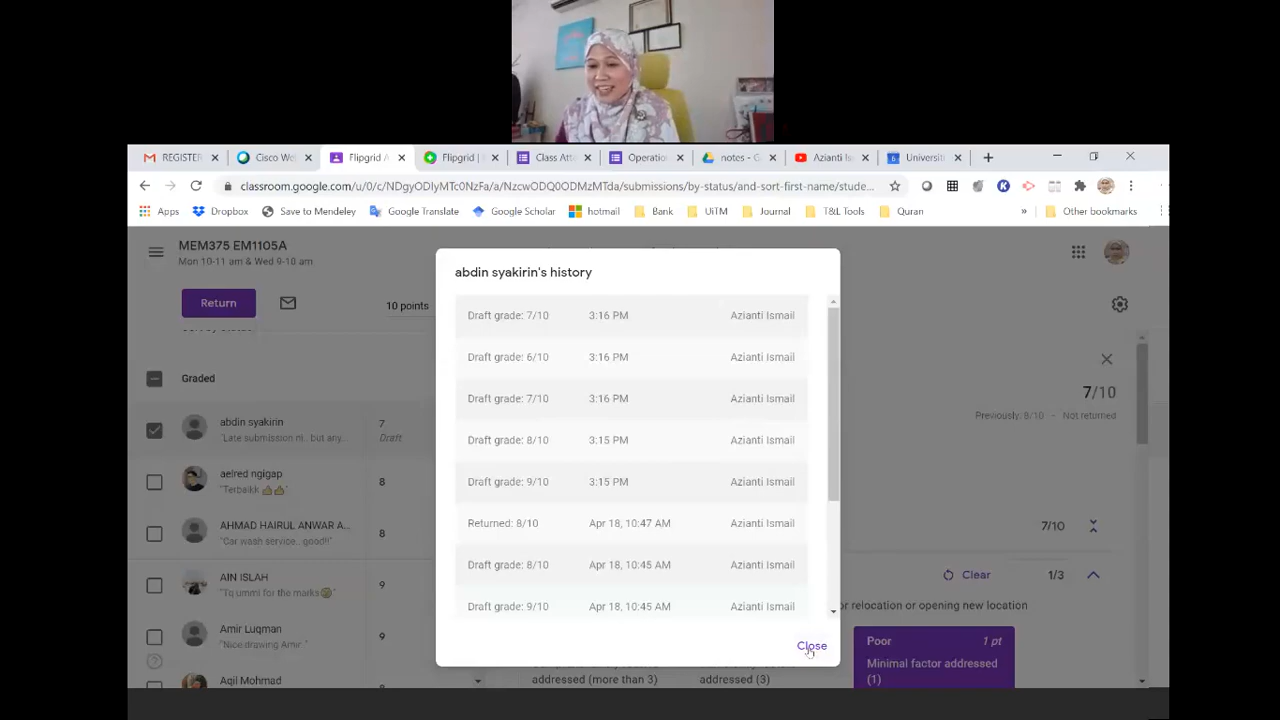 REGISTER
Cisco We
Flipgrid /
Flipgrid |
Class Att
Operation
notes - G
Azianti Is
Universiti
classroom.google.com/u/0/c/NDgyODIyMTc0NzFa/a/NzcwODQ0ODMzMTda/submissions/by-status/and-sort-first-name/stude...
Apps
Dropbox
Save to Mendeley
Google Translate
Google Scholar
hotmail
Bank
UiTM
Journal
T&L Tools
Quran
»
Other bookmarks
MEM375 EM1105A
Mon 10-11 am & Wed 9-10 am
Return
10 points
Sort by status
Graded
abdin syakirin
7
"Late submission ni.. but any...
Draft
aelred ngigap
8
"Terbaikk 👍👍"
AHMAD HAIRUL ANWAR A...
8
"Car wash service...good!!"
AIN ISLAH
9
"Tq ummi for the marks🤣"
Amir Luqman
9
"Nice drawing Amir "
Aqil Mohmad
abdin syakirin's history
Draft grade: 7/10 3:16 PM Azianti Ismail
Draft grade: 6/10 3:16 PM Azianti Ismail
Draft grade: 7/10 3:16 PM Azianti Ismail
Draft grade: 8/10 3:15 PM Azianti Ismail
Draft grade: 9/10 3:15 PM Azianti Ismail
Returned: 8/10 Apr 18, 10:47 AM Azianti Ismail
Draft grade: 8/10 Apr 18, 10:45 AM Azianti Ismail
Draft grade: 9/10 Apr 18, 10:45 AM Azianti Ismail
Close
7/10
Previously: 8/10 - Not returned
7/10
Clear
1/3
or relocation or opening new location
Poor 1 pt
Minimal factor addressed
(1)
addressed (more than 3)
addressed (3)